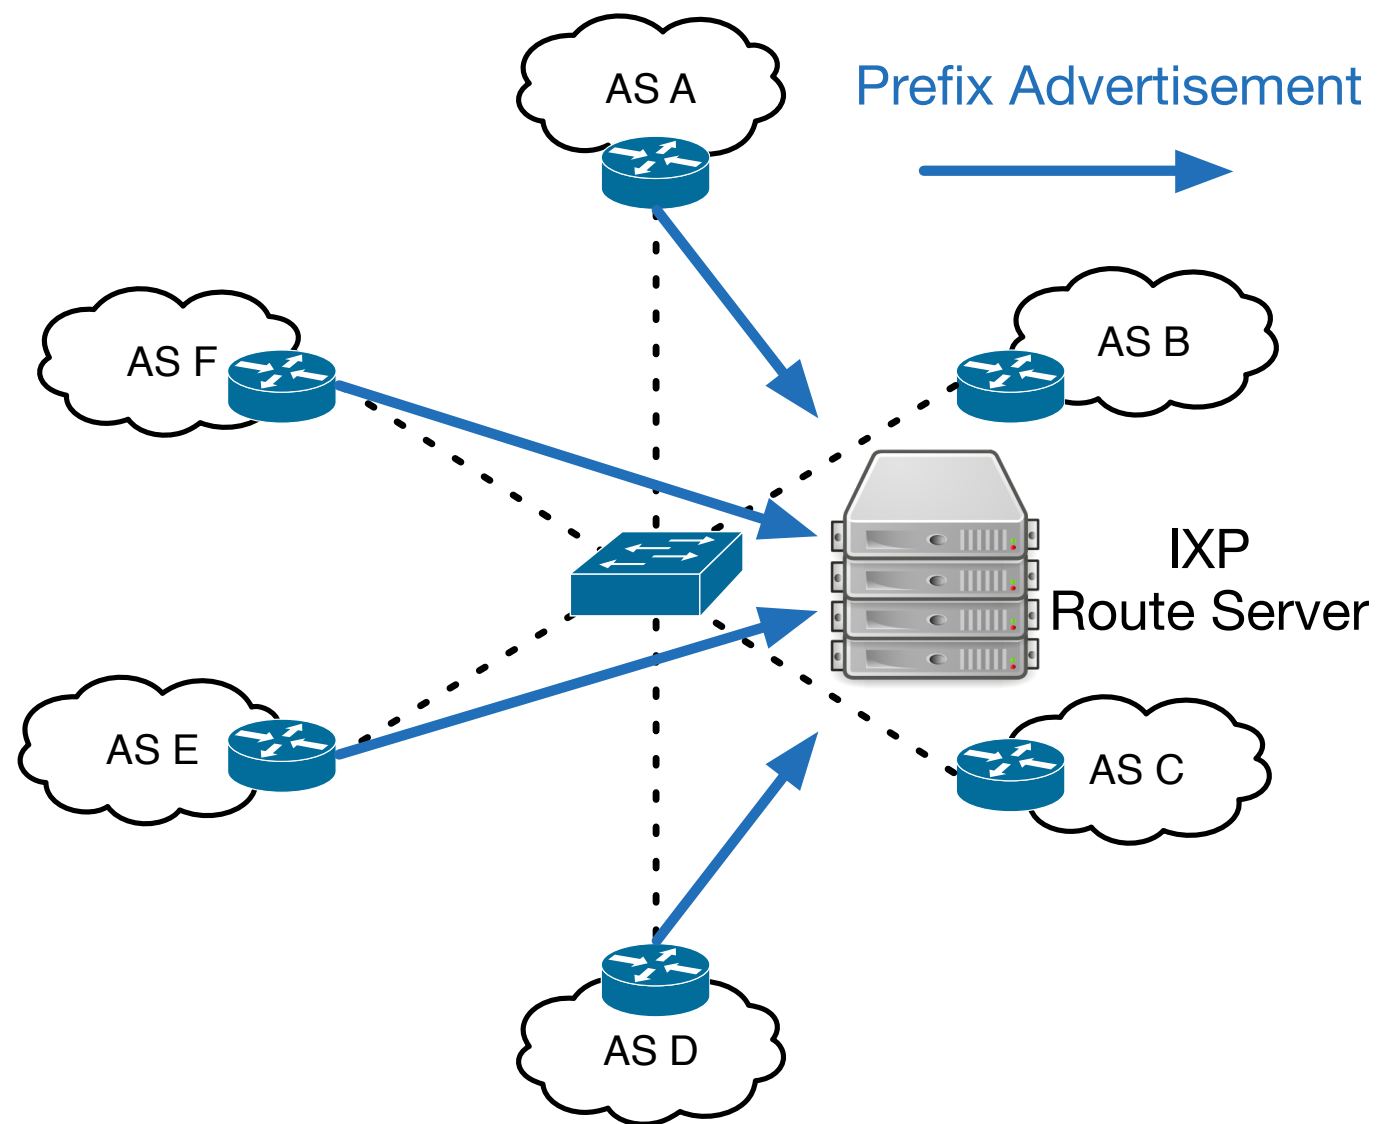 AS A
Prefix Advertisement
AS B
AS F
IXP
Route Server
AS E
AS C
AS D